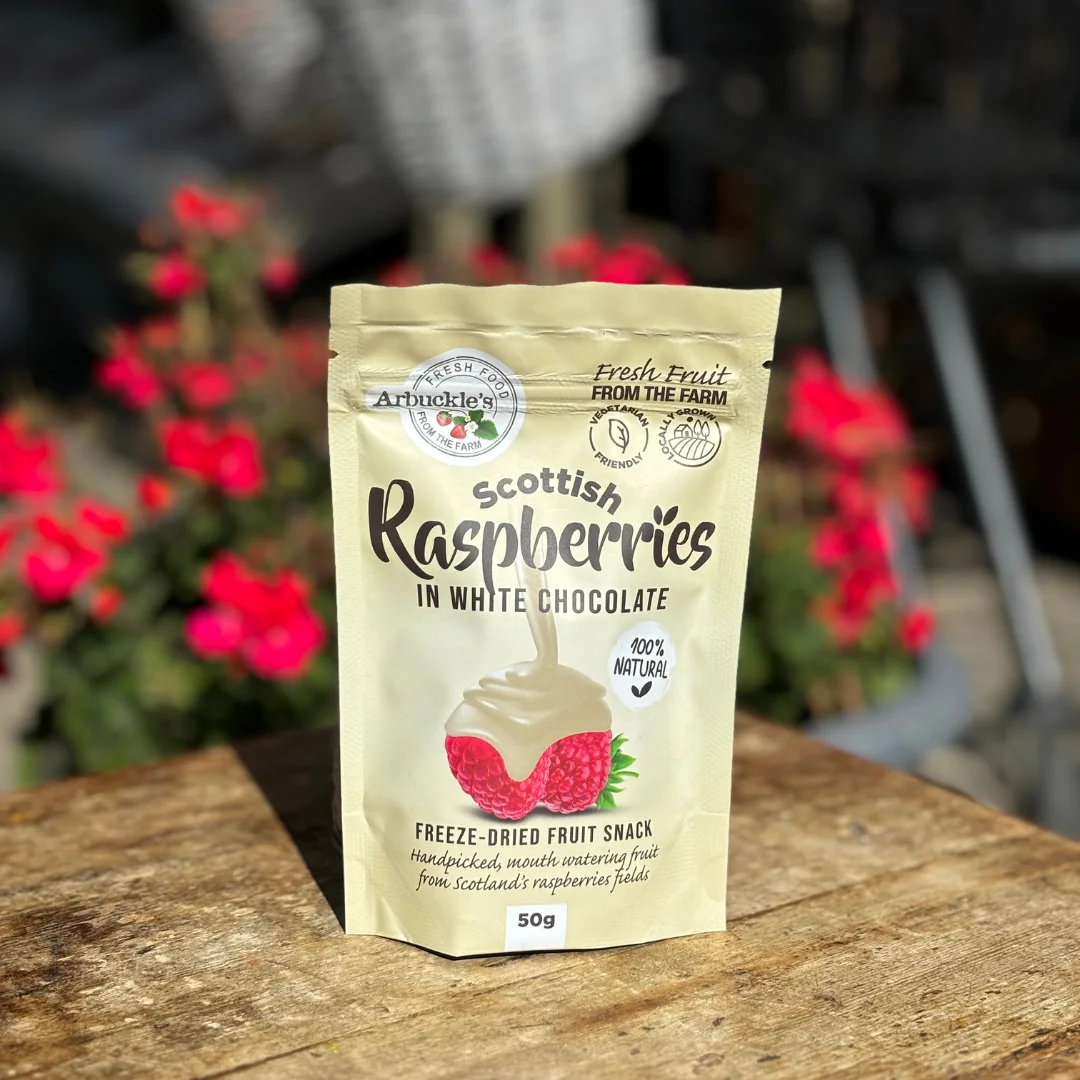 FRESH FOOD
Arbuckle's
FROM THE FARM
Fresh Fruit
FROM THE FARM
VEGETARIAN
FRIENDLY
LOCALLY GROWN
Scottish
Raspberries
IN WHITE CHOCOLATE
100%
NATURAL
FREEZE-DRIED FRUIT SNACK
Handpicked, mouth watering fruit
from Scotland's raspberries fields
50g